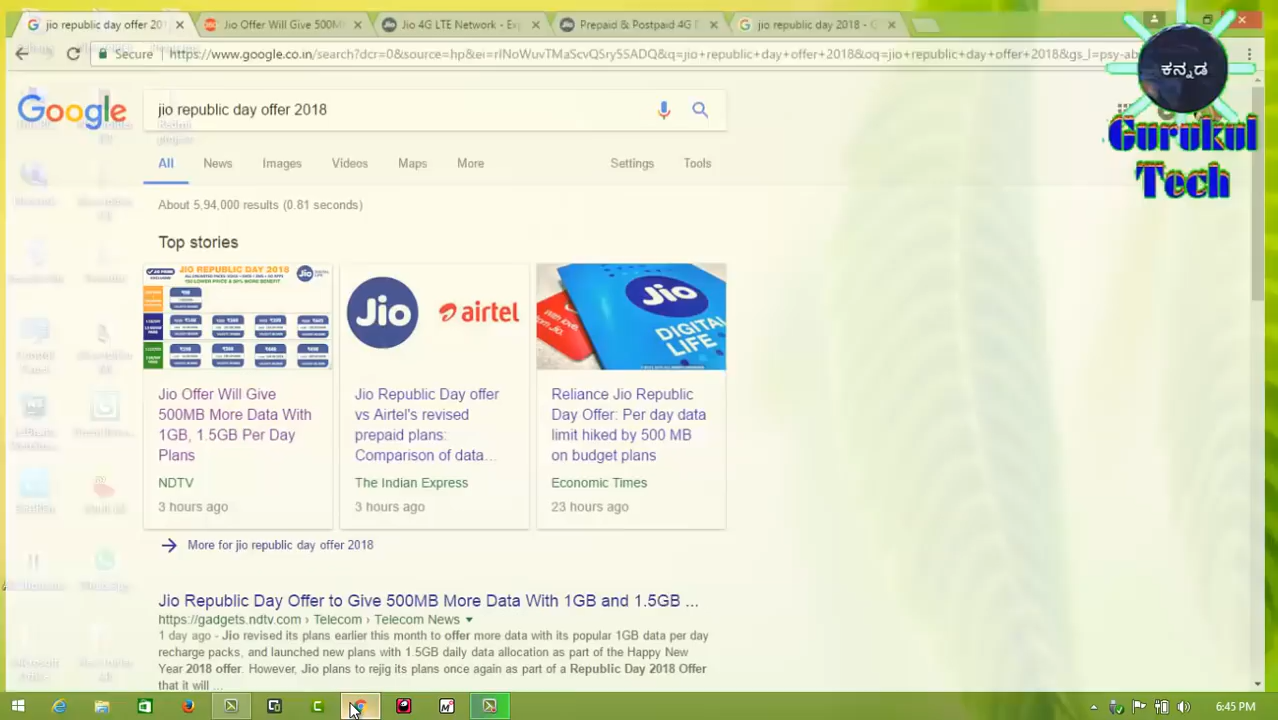 jio republic day offer 201
Jio Offer Will Give 500M
Jio 4G LTE Network - Exp
Prepaid & Postpaid 4G D
jio republic day 2018 - G
Secure
https://www.google.co.in/search?dcr=0&source=hp&ei=rINoWuvTMaScvQSry5SADQ&q=jio+republic+day+offer+2018&oq=jio+republic+day+offer+2018&gs_l=psy-ab
ಕನ್ನಡ
Gurukul
Tech
Google
jio republic day offer 2018
All News Images Videos Maps More Settings Tools
About 5,94,000 results (0.81 seconds)
Top stories
JIO REPUBLIC DAY 2018
Jio
Jio
airtel
Jio
DIGITAL
LIFE
Jio Offer Will Give
500MB More Data With
1GB, 1.5GB Per Day
Plans
NDTV
3 hours ago
Jio Republic Day offer
vs Airtel's revised
prepaid plans:
Comparison of data...
The Indian Express
3 hours ago
Reliance Jio Republic
Day Offer: Per day data
limit hiked by 500 MB
on budget plans
Economic Times
23 hours ago
More for jio republic day offer 2018
Jio Republic Day Offer to Give 500MB More Data With 1GB and 1.5GB ...
https://gadgets.ndtv.com › Telecom › Telecom News
1 day ago - Jio revised its plans earlier this month to offer more data with its popular 1GB data per day
recharge packs, and launched new plans with 1.5GB daily data allocation as part of the Happy New
Year 2018 offer. However, Jio plans to rejig its plans once again as part of a Republic Day 2018 Offer
that it will ...
6:45 PM